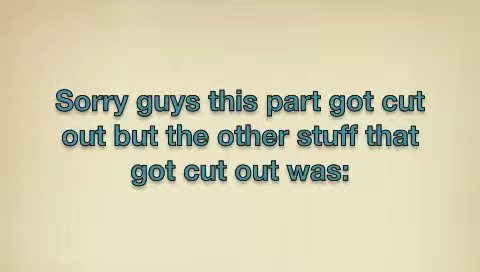 Sorry guys this part got cut
out but the other stuff that
got cut out was: